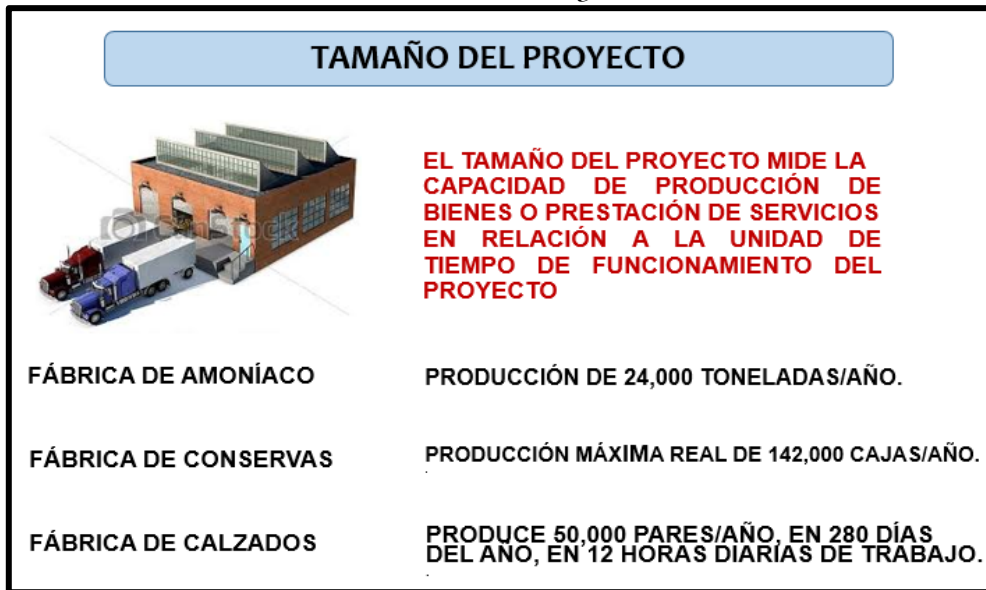 TAMAÑO DEL PROYECTO
EL TAMAÑO DEL PROYECTO MIDE LA
CAPACIDAD DE PRODUCCIÓN DE
BIENES O PRESTACIÓN DE SERVICIOS
EN RELACIÓN A LA UNIDAD DE
TIEMPO DE FUNCIONAMIENTO DEL
PROYECTO
FÁBRICA DE AMONÍACO
PRODUCCIÓN DE 24,000 TONELADAS/AÑO.
FÁBRICA DE CONSERVAS
PRODUCCIÓN MÁXIMA REAL DE 142,000 CAJAS/AÑO.
.
FÁBRICA DE CALZADOS
PRODUCE 50,000 PARES/AÑO, EN 280 DÍAS
DEL AÑO, EN 12 HORAS DIARIAS DE TRABAJO.
.